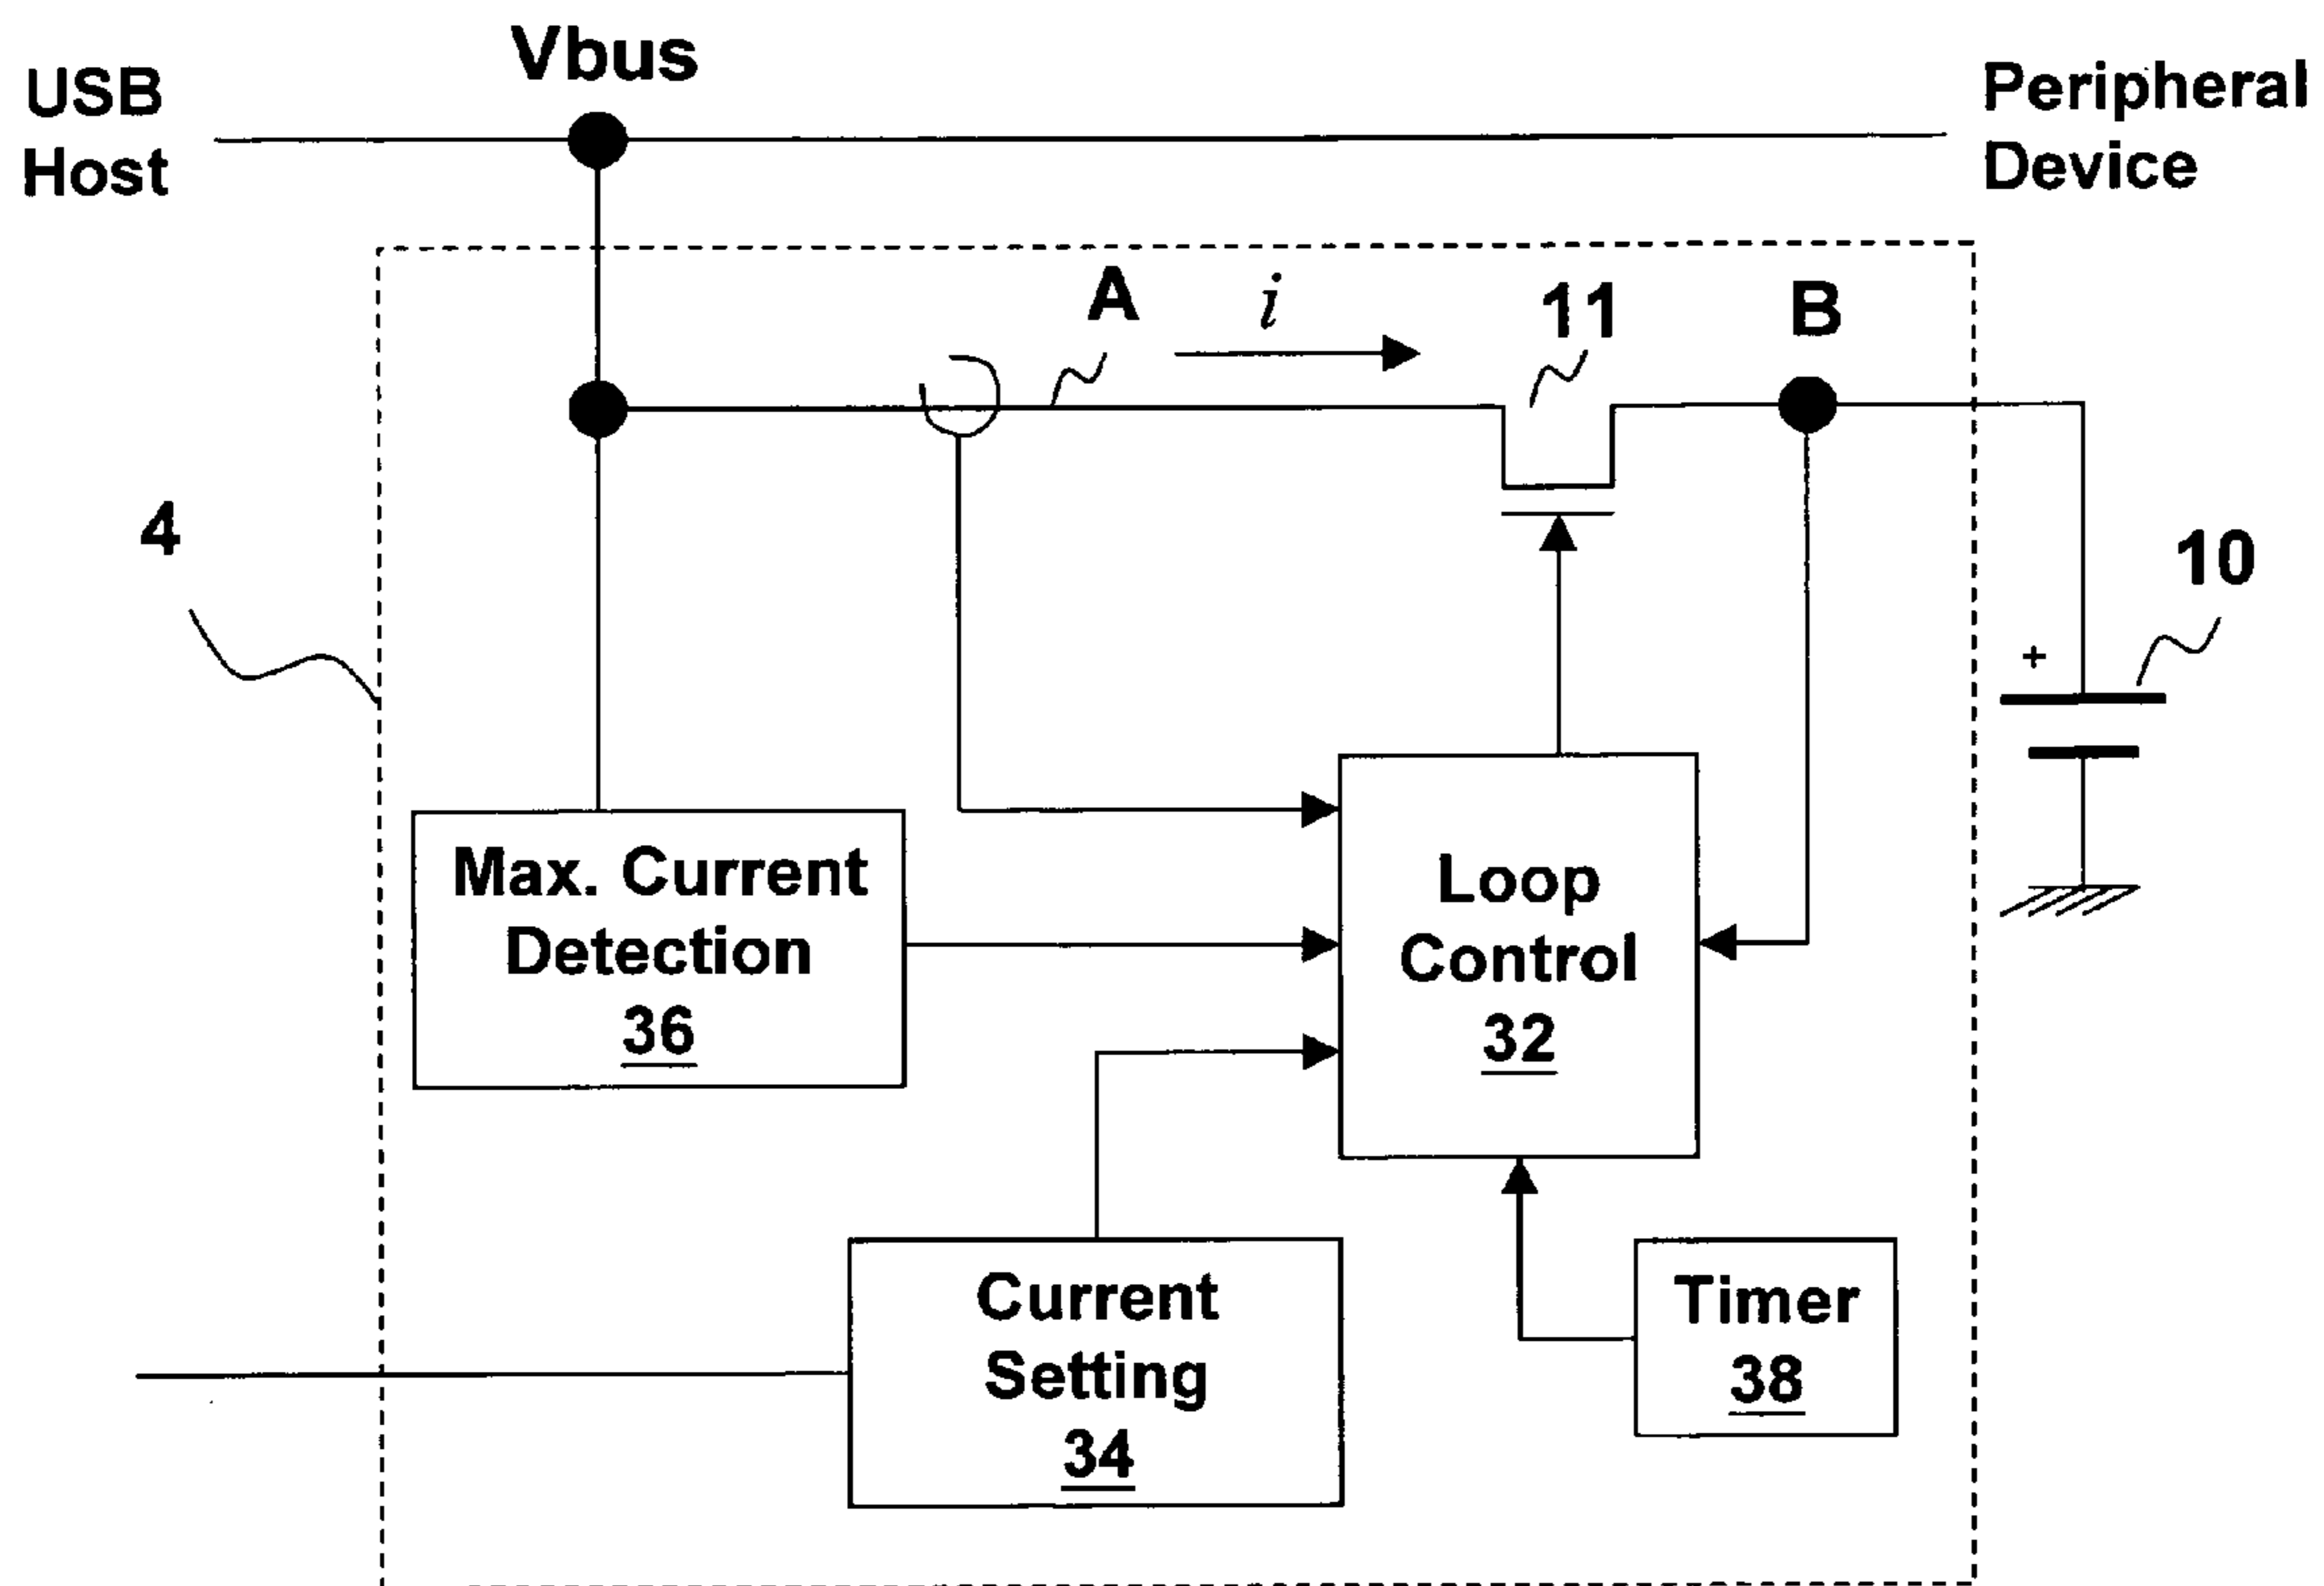 USB
Host
Vbus
Peripheral
Device
A
i
11
B
4
10
+
Max. Current
Detection
36
Loop
Control
32
Current
Setting
34
Timer
38